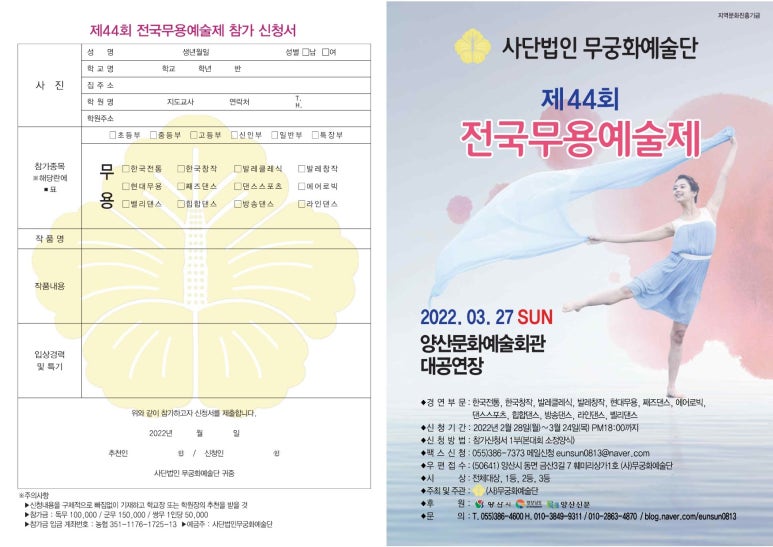 제44회 전국무용예술제 참가 신청서
사 진
성 명 생년월일 성별 □남 □여
학 교 명 학교 학년 반
집 주 소
학 원 명 지도교사 연락처 T. H.
학원주소
참가종목
※해당란에
■ 표
□초등부 □중등부 □고등부 □신인부 □일반부 □특장부
무용
□한국전통 □한국창작 □발레클래식 □발레창작
□현대무용 □째즈댄스 □댄스스포츠 □에어로빅
□밸리댄스 □힙합댄스 □방송댄스 □라인댄스
작 품 명
작품내용
입상경력
및 특기
위와 같이 참가하고자 신청서를 제출합니다.
2022년 월 일
추천인 ㊞ / 신청인 ㊞
사단법인 무궁화예술단 귀중
※주의사항
▶신청내용을 구체적으로 빠짐없이 기재하고 학교장 또는 학원장의 추천을 받을 것
▶참가금 : 독무 100,000 / 군무 150,000 / 쌍무 1인당 50,000
▶참가금 입금 계좌번호 : 농협 351-1176-1725-13 ▶예금주 : 사단법인무궁화예술단
지역문화진흥기금
사단법인 무궁화예술단
제44회
전국무용예술제
2022. 03. 27 SUN
양산문화예술회관
대공연장
◆경 연 부 문 : 한국전통, 한국창작, 발레클래식, 발레창작, 현대무용, 째즈댄스, 에어로빅,
댄스스포츠, 힙합댄스, 방송댄스, 라인댄스, 밸리댄스
◆신 청 기 간 : 2022년 2월 28일(월)~3월 24일(목) PM18:00까지
◆신 청 방 법 : 참가신청서 1부(본대회 소정양식)
◆팩 스 신 청 : 055)386-7373 메일신청 eunsun0813@naver.com
◆우 편 접 수 : (50641) 양산시 동면 금산3길 7 훼미리상가1호 (사)무궁화예술단
◆시 상 : 전체대상, 1등, 2등, 3등
◆주최 및 주관 : (사)무궁화예술단
◆후 원 : 양산시 양산신문
◆문 의 : T. 055)386-4600 H. 010-3849-9311 / 010-2863-4870 / blog.naver.com/eunsun0813